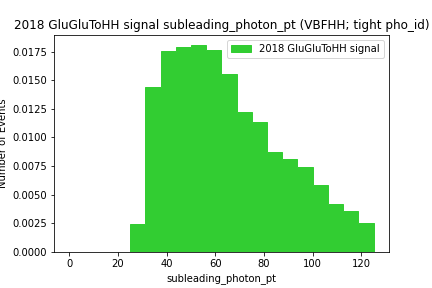 2018 GluGluToHH signal subleading_photon_pt (VBFHH; tight pho_id)
2018 GluGluToHH signal
Number of Events
0.0175
0.0150
0.0125
0.0100
0.0075
0.0050
0.0025
0.0000
0 20 40 60 80 100 120
subleading_photon_pt